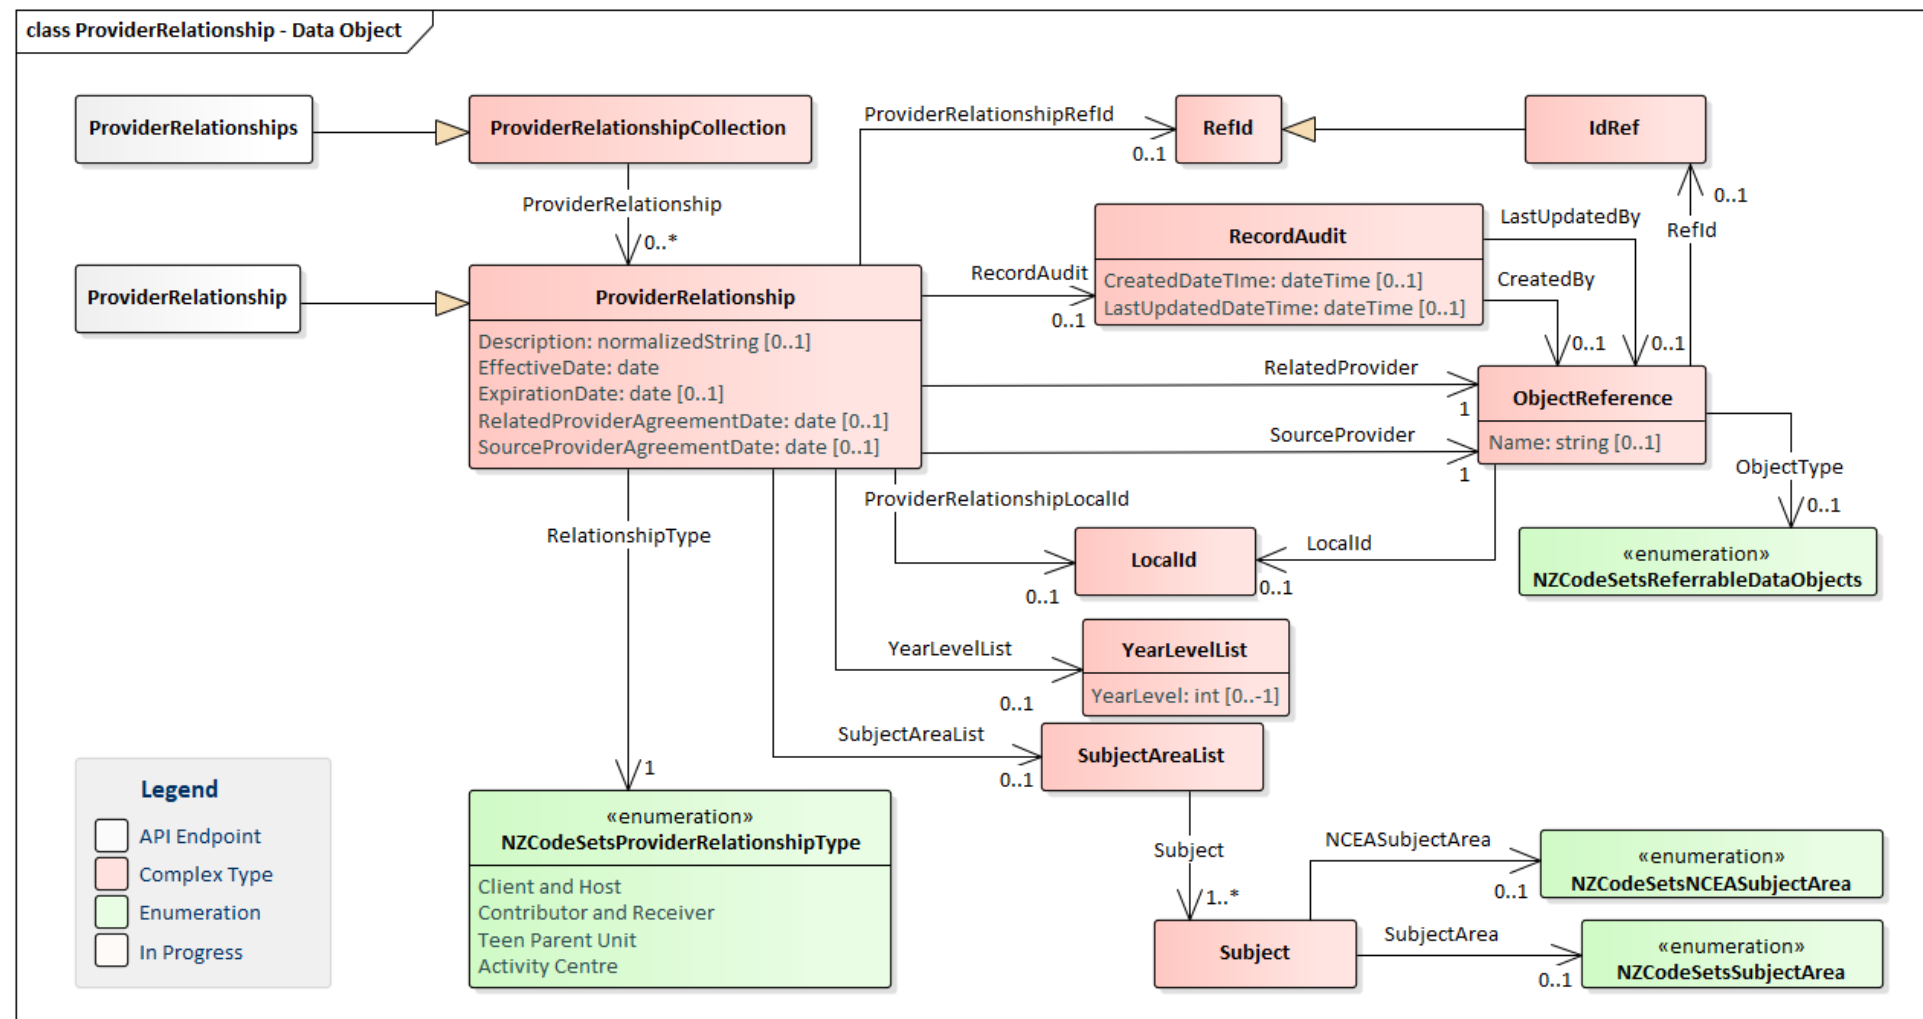 class ProviderRelationship - Data Object
ProviderRelationships
ProviderRelationshipCollection
ProviderRelationshipRefId
0..1
RefId
IdRef
ProviderRelationship
0..*
0..1
RefId
LastUpdatedBy
CreatedBy
0..1
0..1
RecordAudit
CreatedDateTIme: dateTime [0..1]
LastUpdatedDateTime: dateTime [0..1]
RecordAudit
0..1
ProviderRelationship
ProviderRelationship
Description: normalizedString [0..1]
EffectiveDate: date
ExpirationDate: date [0..1]
RelatedProviderAgreementDate: date [0..1]
SourceProviderAgreementDate: date [0..1]
RelatedProvider
1
SourceProvider
1
ObjectReference
Name: string [0..1]
ObjectType
0..1
ProviderRelationshipLocalId
0..1
LocalId
LocalId
0..1
«enumeration»
NZCodeSetsReferrableDataObjects
RelationshipType
1
YearLevelList
0..1
YearLevelList
YearLevel: int [0..-1]
SubjectAreaList
0..1
SubjectAreaList
Subject
1..*
Subject
NCEASubjectArea
0..1
«enumeration»
NZCodeSetsNCEASubjectArea
SubjectArea
0..1
«enumeration»
NZCodeSetsSubjectArea
«enumeration»
NZCodeSetsProviderRelationshipType
Client and Host
Contributor and Receiver
Teen Parent Unit
Activity Centre
Legend
API Endpoint
Complex Type
Enumeration
In Progress